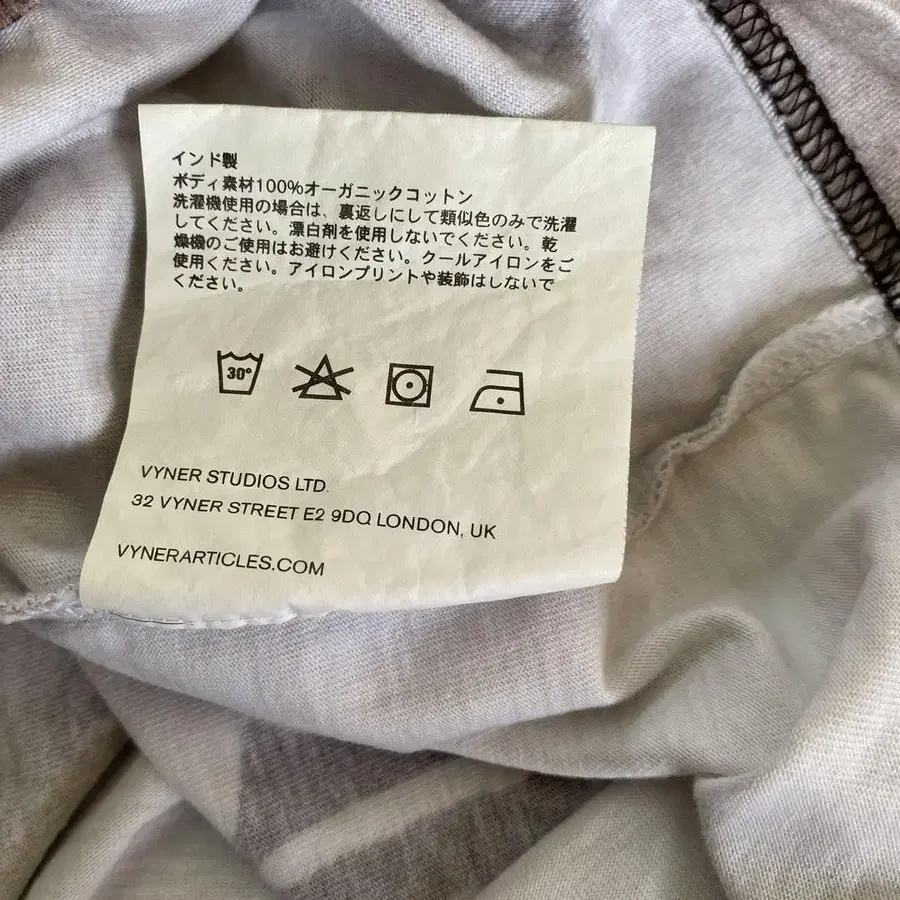 インド製
ボディ素材100%オーガニックコットン
洗濯機使用の場合は、裏返しにして類似色のみで洗濯
してください。漂白剤を使用しないでください。乾
燥機のご使用はお避けください。クールアイロンをご
使用ください。アイロンプリントや装飾はしないで
ください。
30°
VYNER STUDIOS LTD.
32 VYNER STREET E2 9DQ LONDON, UK
VYNERARTICLES.COM